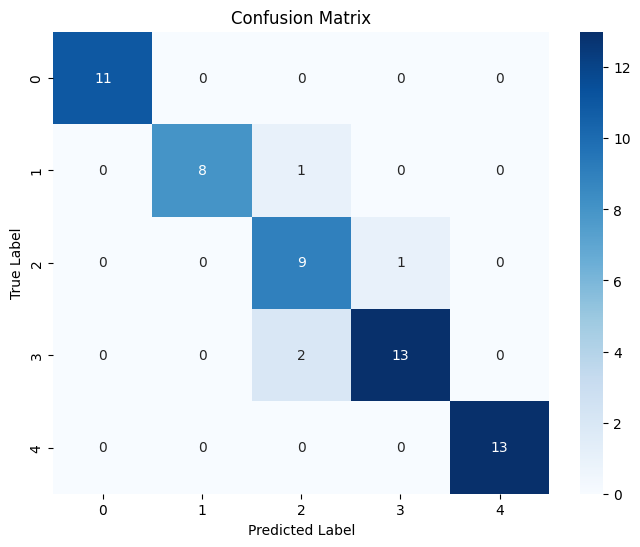 Confusion Matrix
True Label
0 11 0 0 0 0
1 0 8 1 0 0
2 0 0 9 1 0
3 0 0 2 13 0
4 0 0 0 0 13
0 1 2 3 4
Predicted Label
12
10
8
6
4
2
0